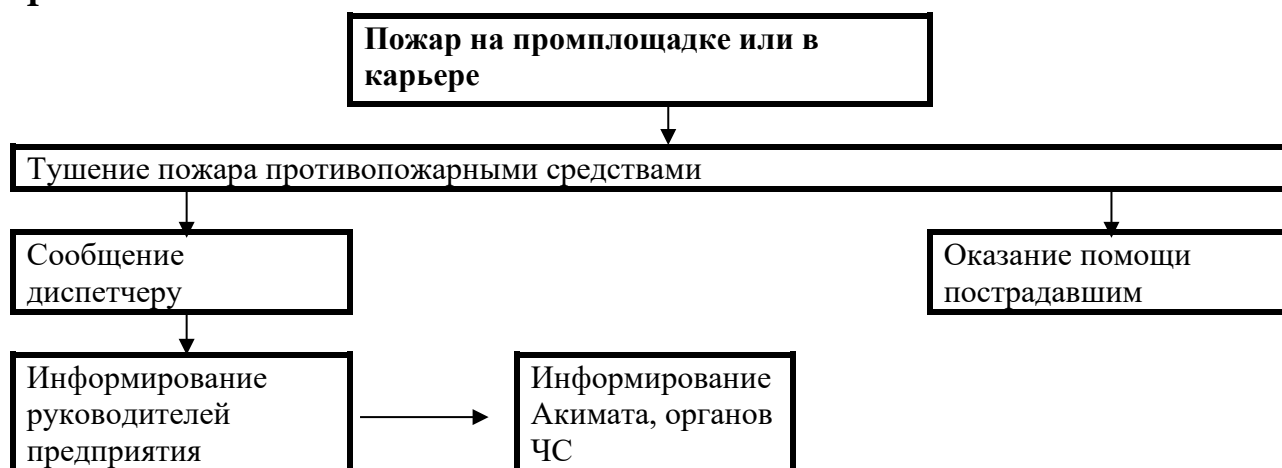 Пожар на промплощадке или в
карьере
Тушение пожара противопожарными средствами
Сообщение
диспетчеру
Оказание помощи
пострадавшим
Информирование
руководителей
предприятия
Информирование
Акимата, органов
ЧС